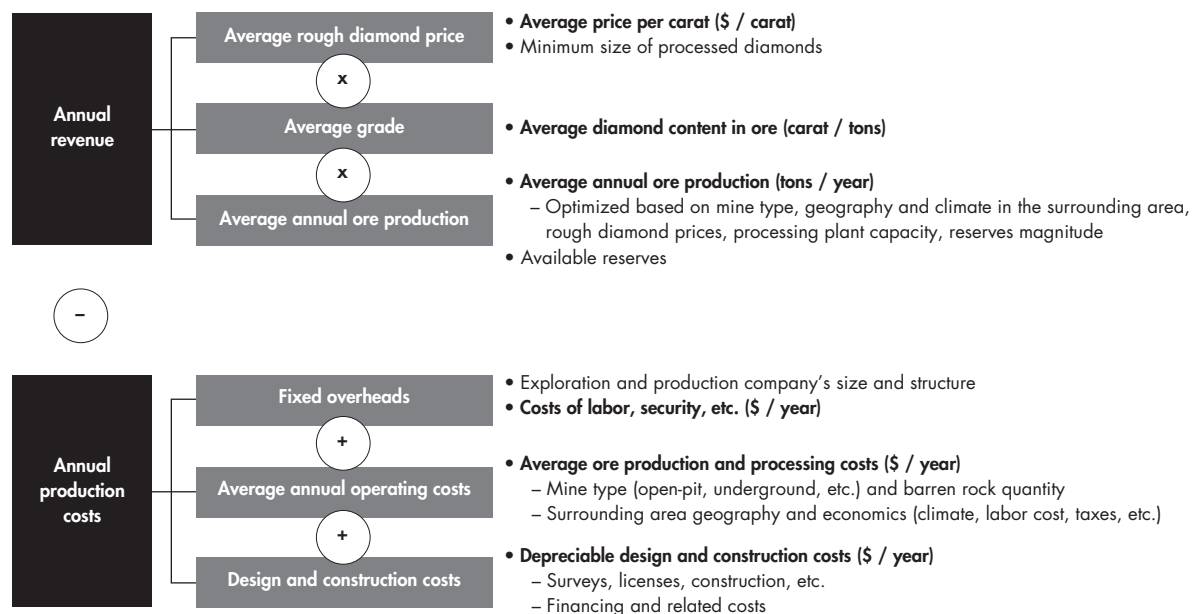 Annual
revenue
Average rough diamond price
x
Average grade
x
Average annual ore production
• Average price per carat ($ / carat)
• Minimum size of processed diamonds
• Average diamond content in ore (carat / tons)
• Average annual ore production (tons / year)
– Optimized based on mine type, geography and climate in the surrounding area,
rough diamond prices, processing plant capacity, reserves magnitude
• Available reserves
–
Annual
production
costs
Fixed overheads
+
Average annual operating costs
+
Design and construction costs
• Exploration and production company’s size and structure
• Costs of labor, security, etc. ($ / year)
• Average ore production and processing costs ($ / year)
– Mine type (open-pit, underground, etc.) and barren rock quantity
– Surrounding area geography and economics (climate, labor cost, taxes, etc.)
• Depreciable design and construction costs ($ / year)
– Surveys, licenses, construction, etc.
– Financing and related costs